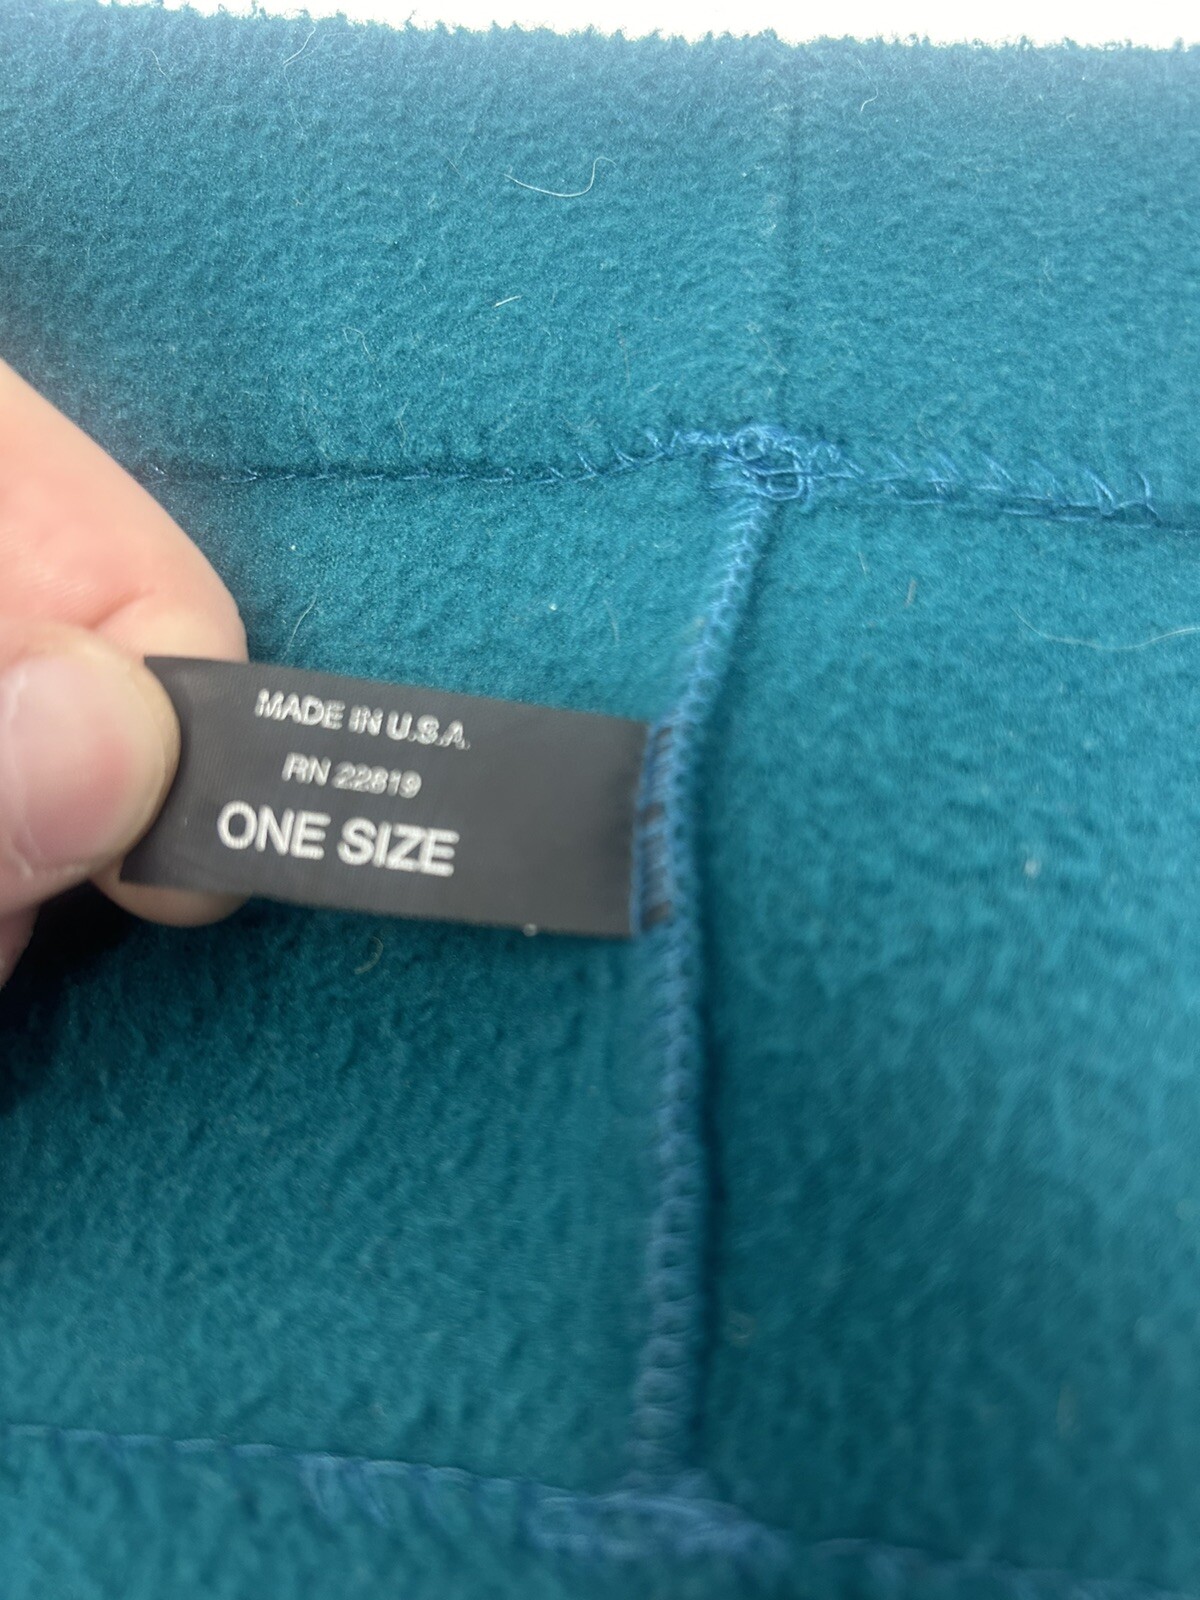 MADE IN U.S.A.
RN 22819
ONE SIZE